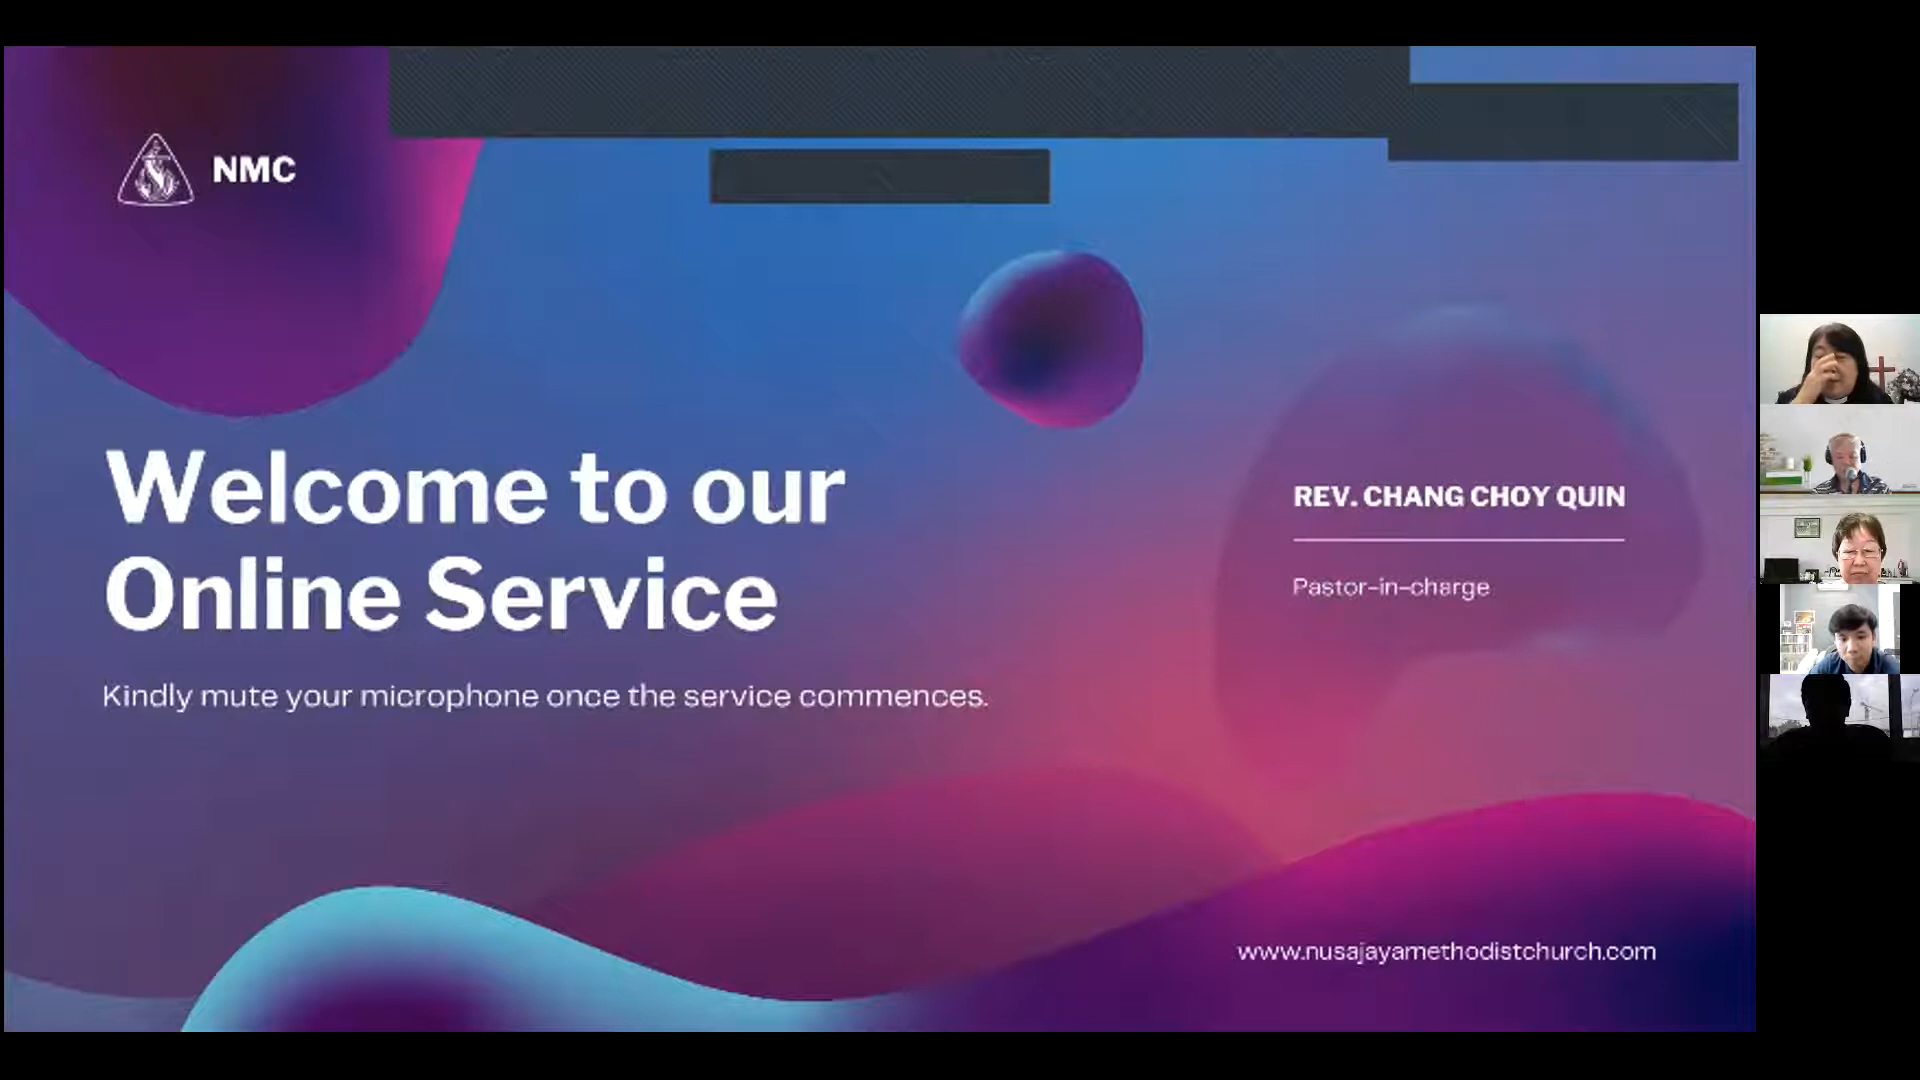 NMC
Welcome to our
Online Service
Kindly mute your microphone once the service commences.
REV. CHANG CHOY QUIN
Pastor-in-charge
www.nusajayamethodistchurch.com